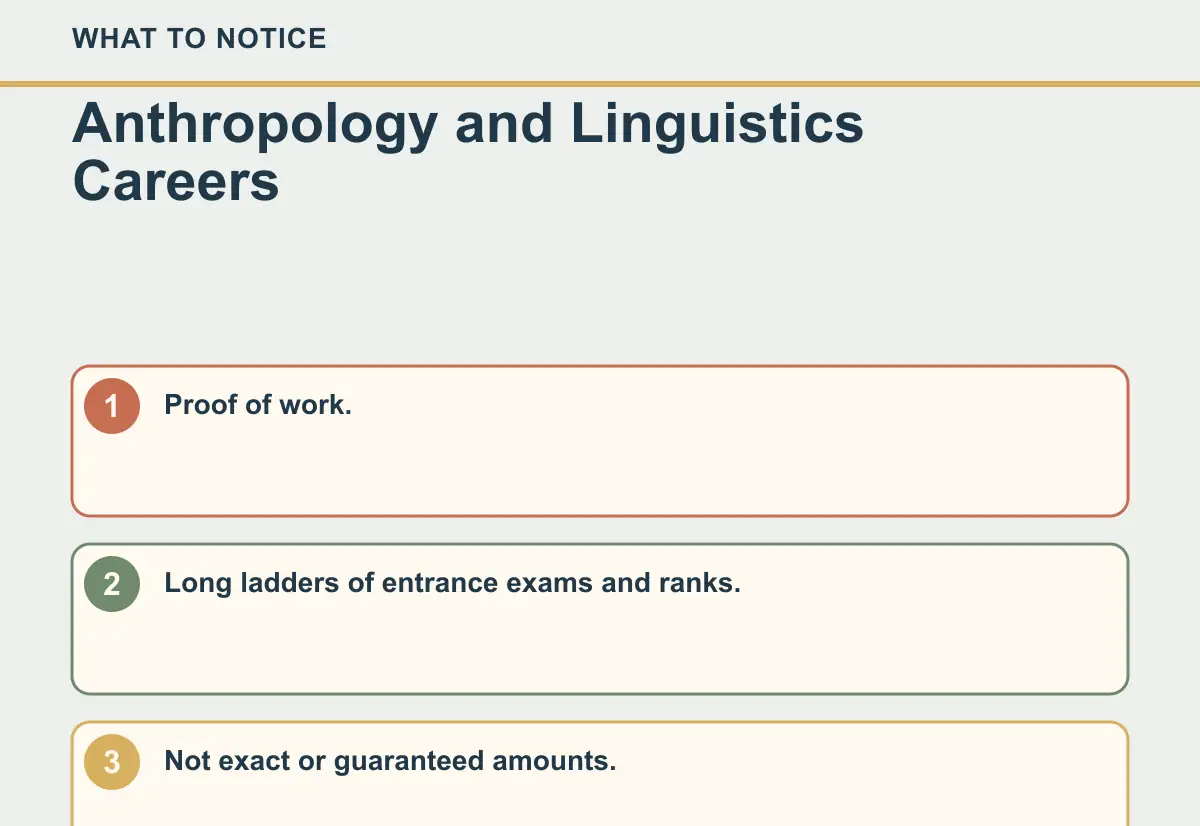 WHAT TO NOTICE
Anthropology and Linguistics
Careers
1
Proof of work.
2
Long ladders of entrance exams and ranks.
3
Not exact or guaranteed amounts.